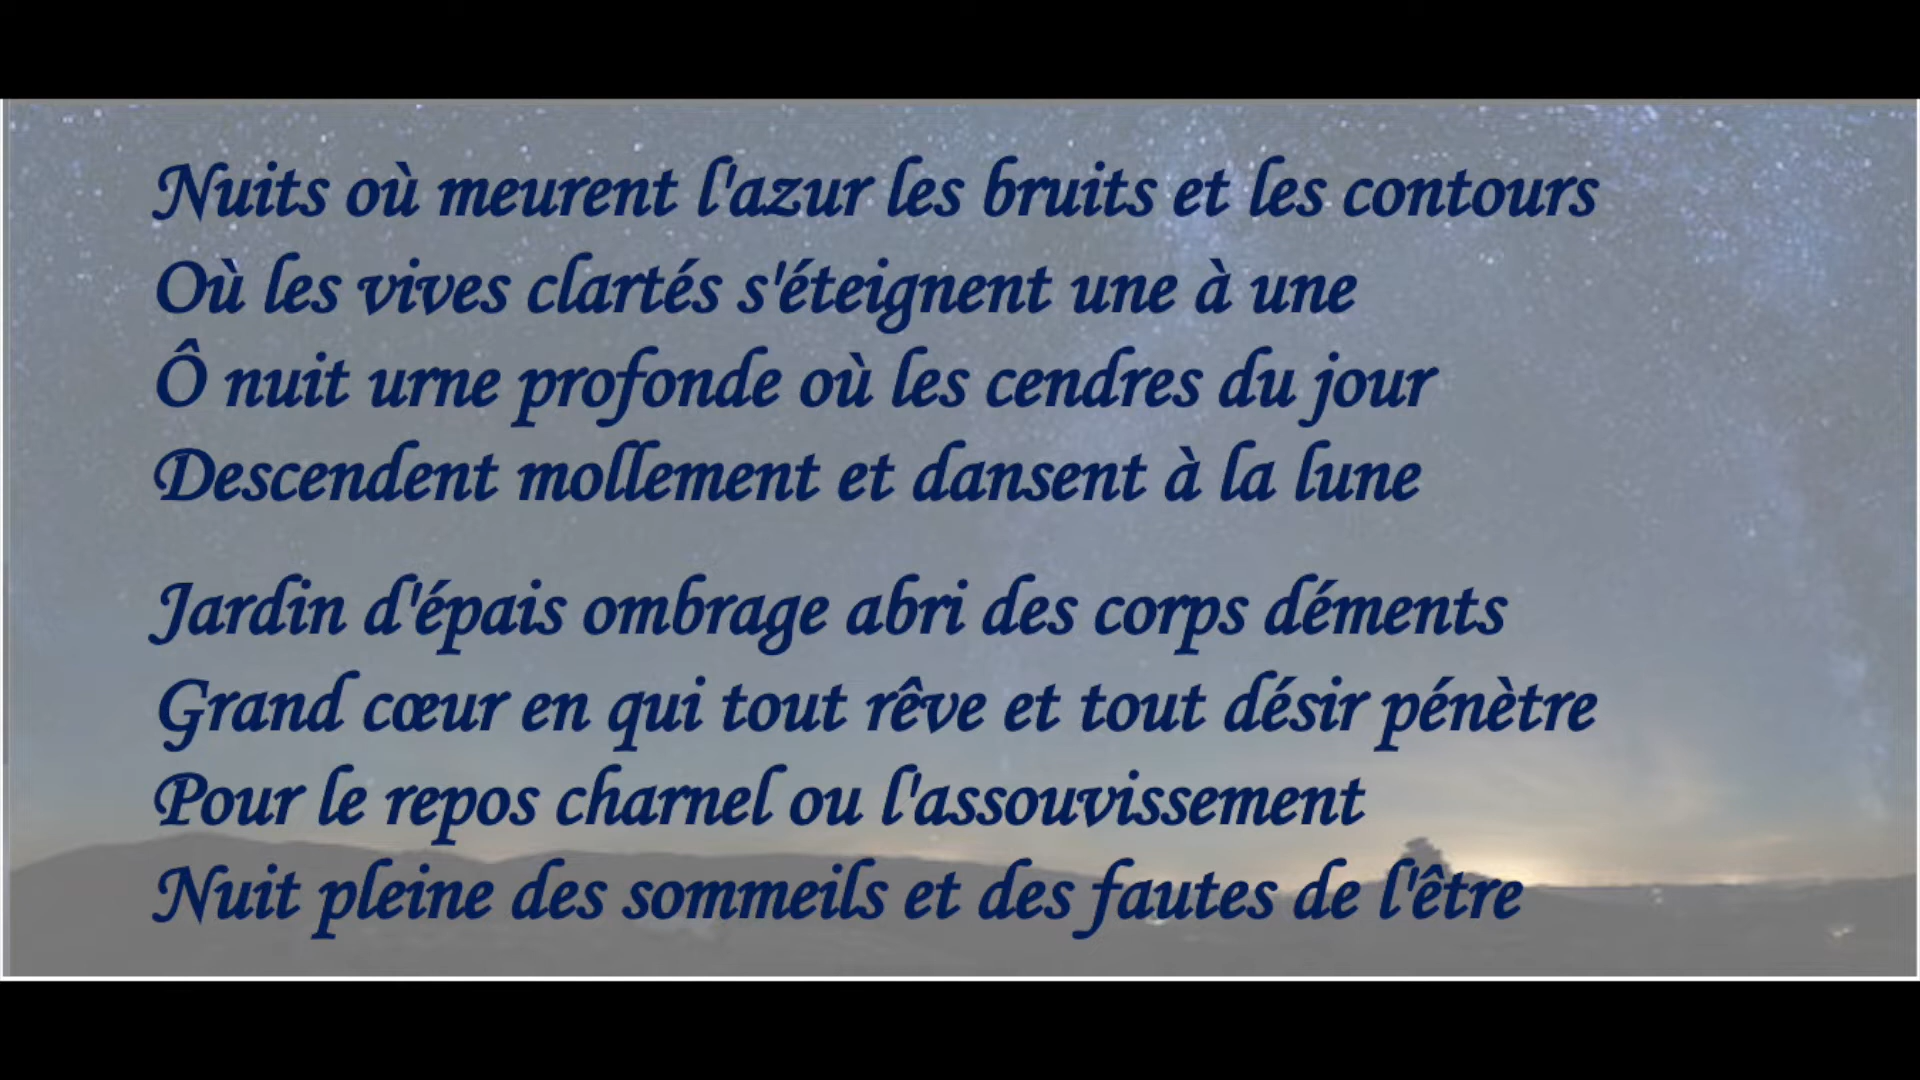 Nuits où meurent l'azur les bruits et les contours
Où les vives clartés s'éteignent une à une
Ô nuit urne profonde où les cendres du jour
Descendent mollement et dansent à la lune
Jardin d'épais ombrage abri des corps déments
Grand cœur en qui tout rêve et tout désir pénètre
Pour le repos charnel ou l'assouvissement
Nuit pleine des sommeils et des fautes de l'être